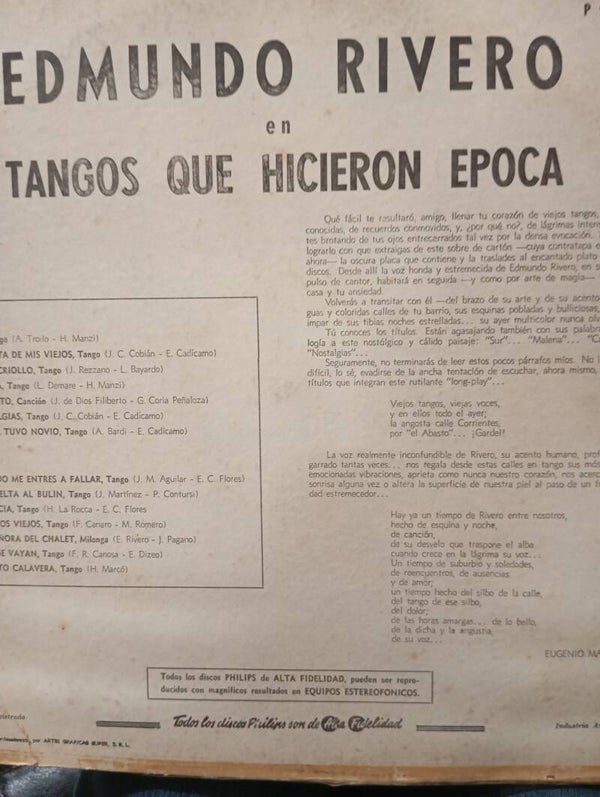 P
EDMUNDO RIVERO
en
TANGOS QUE HICIERON EPOCA
(A. Troilo - H. Manzi)
TA DE MIS VIEJOS, Tango (J. C. Cobián - E. Cadícamo)
CRIOLLO, Tango (J. Rezzano - L. Bayardo)
, Tango (L. Demare - H. Manzi)
TO, Canción (J. de Dios Filiberto - G. Coria Peñaloza)
LGIAS, Tango (J. C. Cobián - E. Cadícamo)
TUVO NOVIO, Tango (A. Bardi - E. Cadícamo)
DO ME ENTRES A FALLAR, Tango (J. M. Aguilar - E. C. Flores)
ELTA AL BULIN, Tango (J. Martínez - P. Contursi)
CIA, Tango (H. La Rocca - E. C. Flores
OS VIEJOS, Tango (F. Canaro - M. Romero)
ÑORA DEL CHALET, Milonga (E. Rivero - J. Pagano)
E VAYAN, Tango (F. R. Canosa - E. Dizeo)
TO CALAVERA, Tango (H. Marcó)
Qué fácil te resultará, amigo, llenar tu corazón de viejos tangos,
conocidas, de recuerdos conmovidos, y, ¿por qué no?, de lágrimas inten
tes brotando de tus ojos entrecerrados tal vez por la densa evocación.
lograrlo con que extraigas de este sobre de cartón —cuya contratapa e
ahora— la oscura placa que contiene y la traslades al encantado plato
discos. Desde allí la voz honda y estremecida de Edmundo Rivero, en s
pulso de cantor, habitará en seguida —y como por arte de magia—
casa y tu ansiedad.
Volverás a transitar con él —del brazo de su arte y de su acento
guas y coloridas calles de tu barrio, sus esquinas pobladas y bulliciosas,
impar de sus tibias noches estrelladas... su ayer multicolor nunca olv
Tú conoces los títulos. Están agasajando también con sus palabra
logía a este nostálgico y cálido paisaje: "Sur"... "Malena"... "C
"Nostalgias"...
Seguramente, no terminarás de leer estos pocos párrafos míos. No i
difícil, lo sé, evadirse de la ancha tentación de escuchar, ahora mismo,
títulos que integran este rutilante "long-play"...
Viejos tangos, viejas voces,
y en ellos todo el ayer;
la angosta calle Corrientes,
por "el Abasto"... ¡Gardel!
La voz realmente inconfundible de Rivero, su acento humano, prof
garrado tantas veces... nos regala desde estas calles en tango sus más
emocionadas vibraciones, aprieta como nunca nuestro corazón, nos acerc
sonrisa alguna vez o altera la superficie de nuestra piel al paso de un f
dad estremecedor...
Hay ya un tiempo de Rivero entre nosotros,
hecho de esquina y noche,
de canción,
de su desvelo que traspone el alba
cuando crece en la lágrima su voz...
Un tiempo de suburbio y soledades,
de reencuentros, de ausencias
y de amor;
un tiempo hecho del silbo de la calle,
del tango de ese silbo,
del dolor;
de las horas amargas... de lo bello,
de la dicha y la angustia,
de su voz...
EUGENIO MA
Todos los discos PHILIPS de ALTA FIDELIDAD, pueden ser repro-
ducidos con magníficos resultados en EQUIPOS ESTEREOFONICOS.
istrada
Todos los discos Philips son de Alta Fidelidad
Industria A
por ARTES GRAFICAS SUPER, S.R.L.